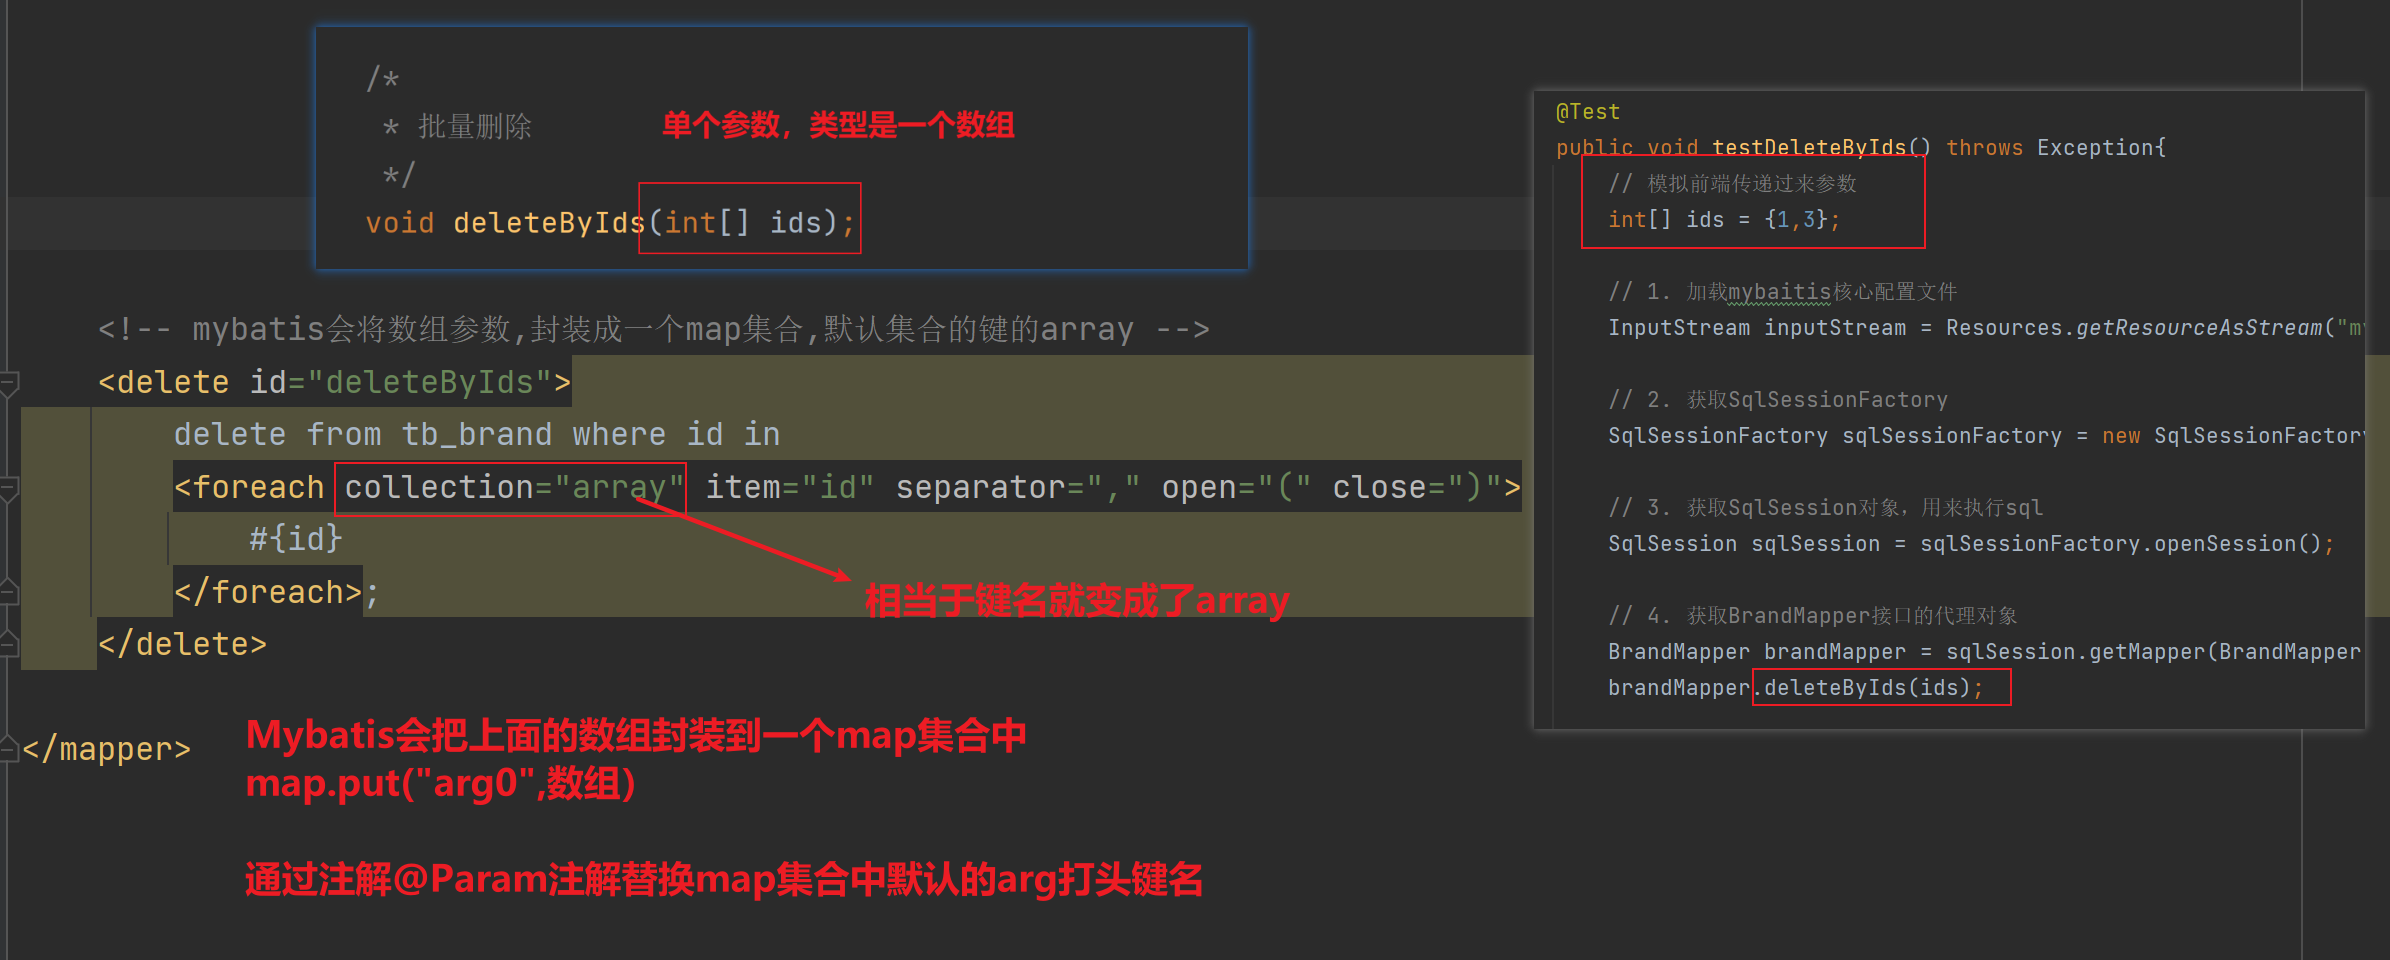 /*
* 批量删除
单个参数，类型是一个数组
*/
void deleteByIds(int[] ids);
<!-- mybatis会将数组参数,封装成一个map集合,默认集合的键的array -->
<delete id="deleteByIds">
delete from tb_brand where id in
<foreach collection="array" item="id" separator="," open="(" close=")">
#{id}
</foreach>;
相当于键名就变成了array
</delete>
</mapper>
Mybatis会把上面的数组封装到一个map集合中
map.put("arg0",数组)
通过注解@Param注解替换map集合中默认的arg打头键名
@Test
public void testDeleteByIds() throws Exception{
// 模拟前端传递过来参数
int[] ids = {1,3};
// 1. 加载mybaitis核心配置文件
InputStream inputStream = Resources.getResourceAsStream("my
// 2. 获取SqlSessionFactory
SqlSessionFactory sqlSessionFactory = new SqlSessionFactory
// 3. 获取SqlSession对象，用来执行sql
SqlSession sqlSession = sqlSessionFactory.openSession();
// 4. 获取BrandMapper接口的代理对象
BrandMapper brandMapper = sqlSession.getMapper(BrandMapper
brandMapper.deleteByIds(ids);